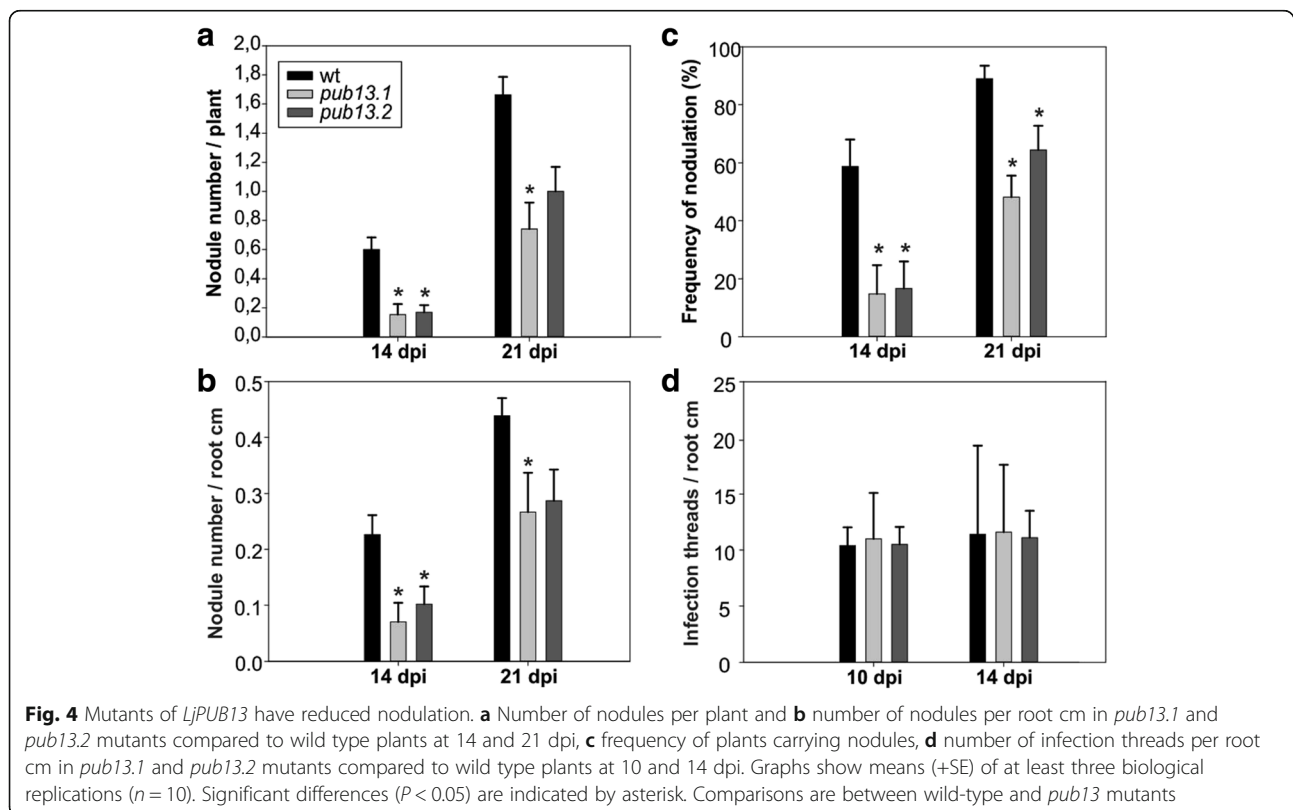 a
2,0
1,8
1,6
1,4
1,2
1,0
0,8
0,6
0,4
0,2
0,0
Nodule number / plant
wt
pub13.1
pub13.2
* * *
14 dpi 21 dpi
b
0.5
0.4
0.3
0.1
0.0
Nodule number / root cm
* * *
14 dpi 21 dpi
c
100
80
60
40
20
0
Frequency of nodulation (%)
* * * *
14 dpi 21 dpi
d
25
20
15
10
5
0
Infection threads / root cm
10 dpi 14 dpi
Fig. 4 Mutants of LjPUB13 have reduced nodulation. a Number of nodules per plant and b number of nodules per root cm in pub13.1 and
pub13.2 mutants compared to wild type plants at 14 and 21 dpi, c frequency of plants carrying nodules, d number of infection threads per root
cm in pub13.1 and pub13.2 mutants compared to wild type plants at 10 and 14 dpi. Graphs show means (+SE) of at least three biological
replications (n = 10). Significant differences (P < 0.05) are indicated by asterisk. Comparisons are between wild-type and pub13 mutants